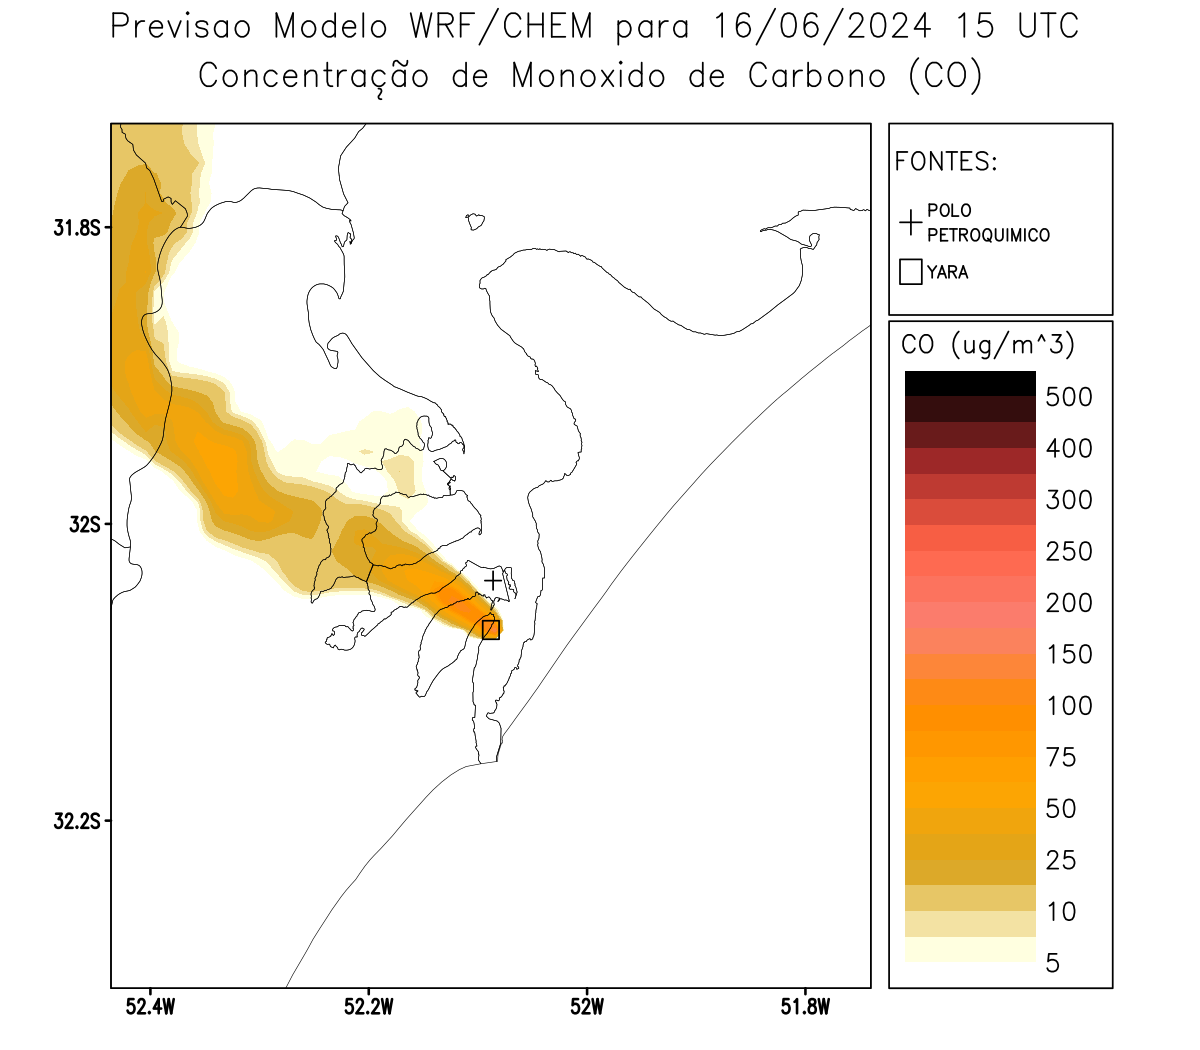 Previsao Modelo WRF/CHEM para 16/06/2024 15 UTC
Concentração de Monoxido de Carbono (CO)
FONTES:
POLO
PETROQUIMICO
YARA
CO (ug/m^3)
500
400
300
250
200
150
100
75
50
25
10
5
31.8S
32S
32.2S
52.4W
52.2W
52W
51.8W